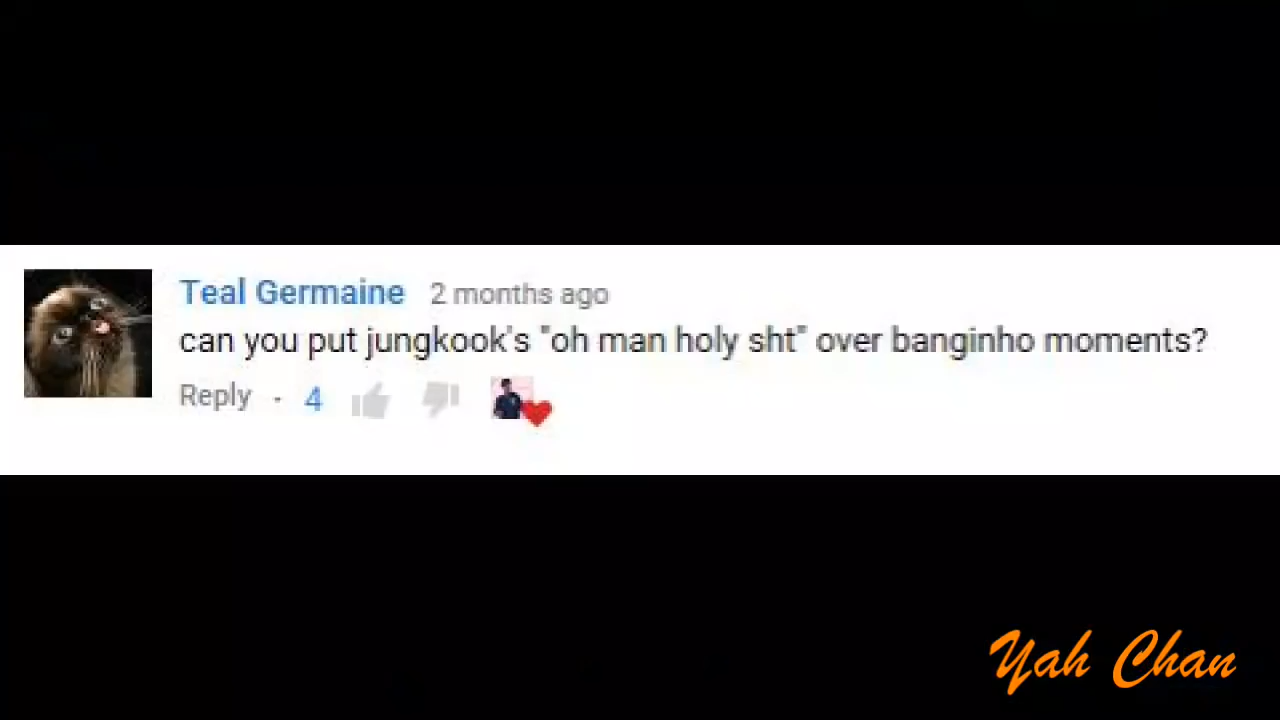 Teal Germaine 2 months ago
can you put jungkook's "oh man holy sht" over banginho moments?
Reply · 4
Yah Chan